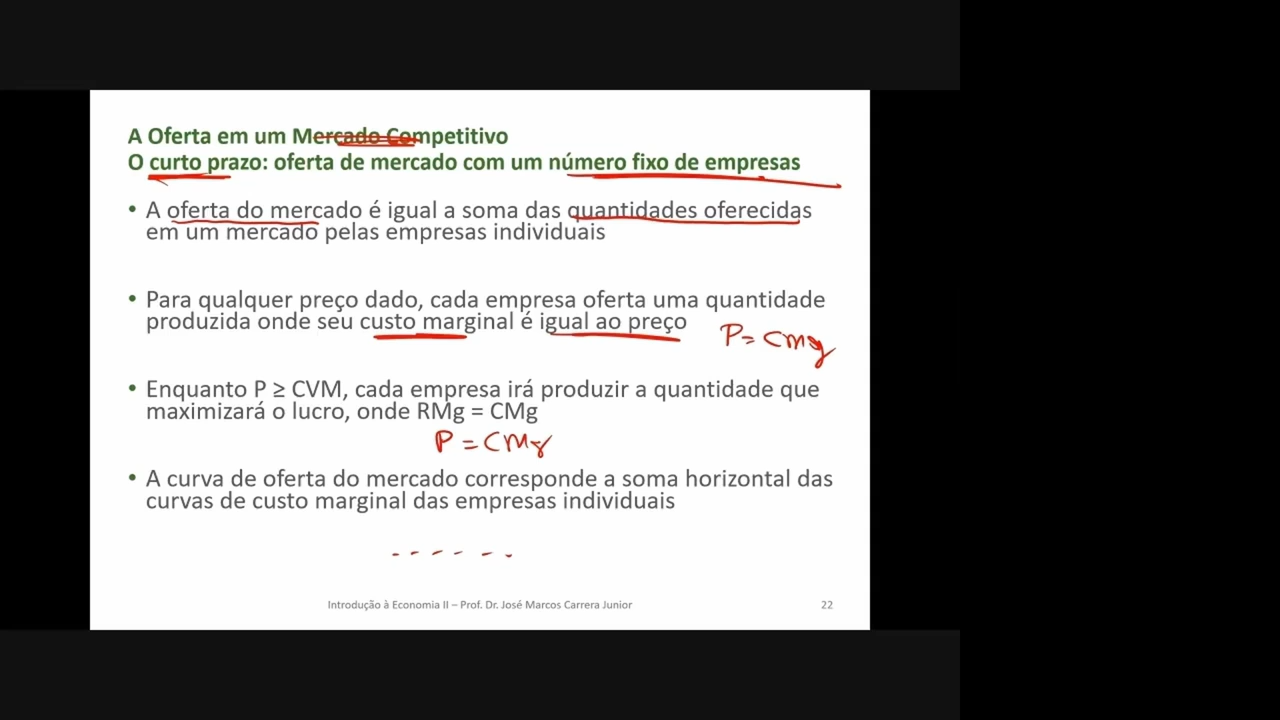 A Oferta em um Mercado Competitivo
O curto prazo: oferta de mercado com um número fixo de empresas
• A oferta do mercado é igual a soma das quantidades oferecidas
em um mercado pelas empresas individuais
• Para qualquer preço dado, cada empresa oferta uma quantidade
produzida onde seu custo marginal é igual ao preço
P = CMg
• Enquanto P ≥ CVM, cada empresa irá produzir a quantidade que
maximizará o lucro, onde RMg = CMg
P = CMg
• A curva de oferta do mercado corresponde a soma horizontal das
curvas de custo marginal das empresas individuais
Introdução à Economia II – Prof. Dr. José Marcos Carrera Junior
22